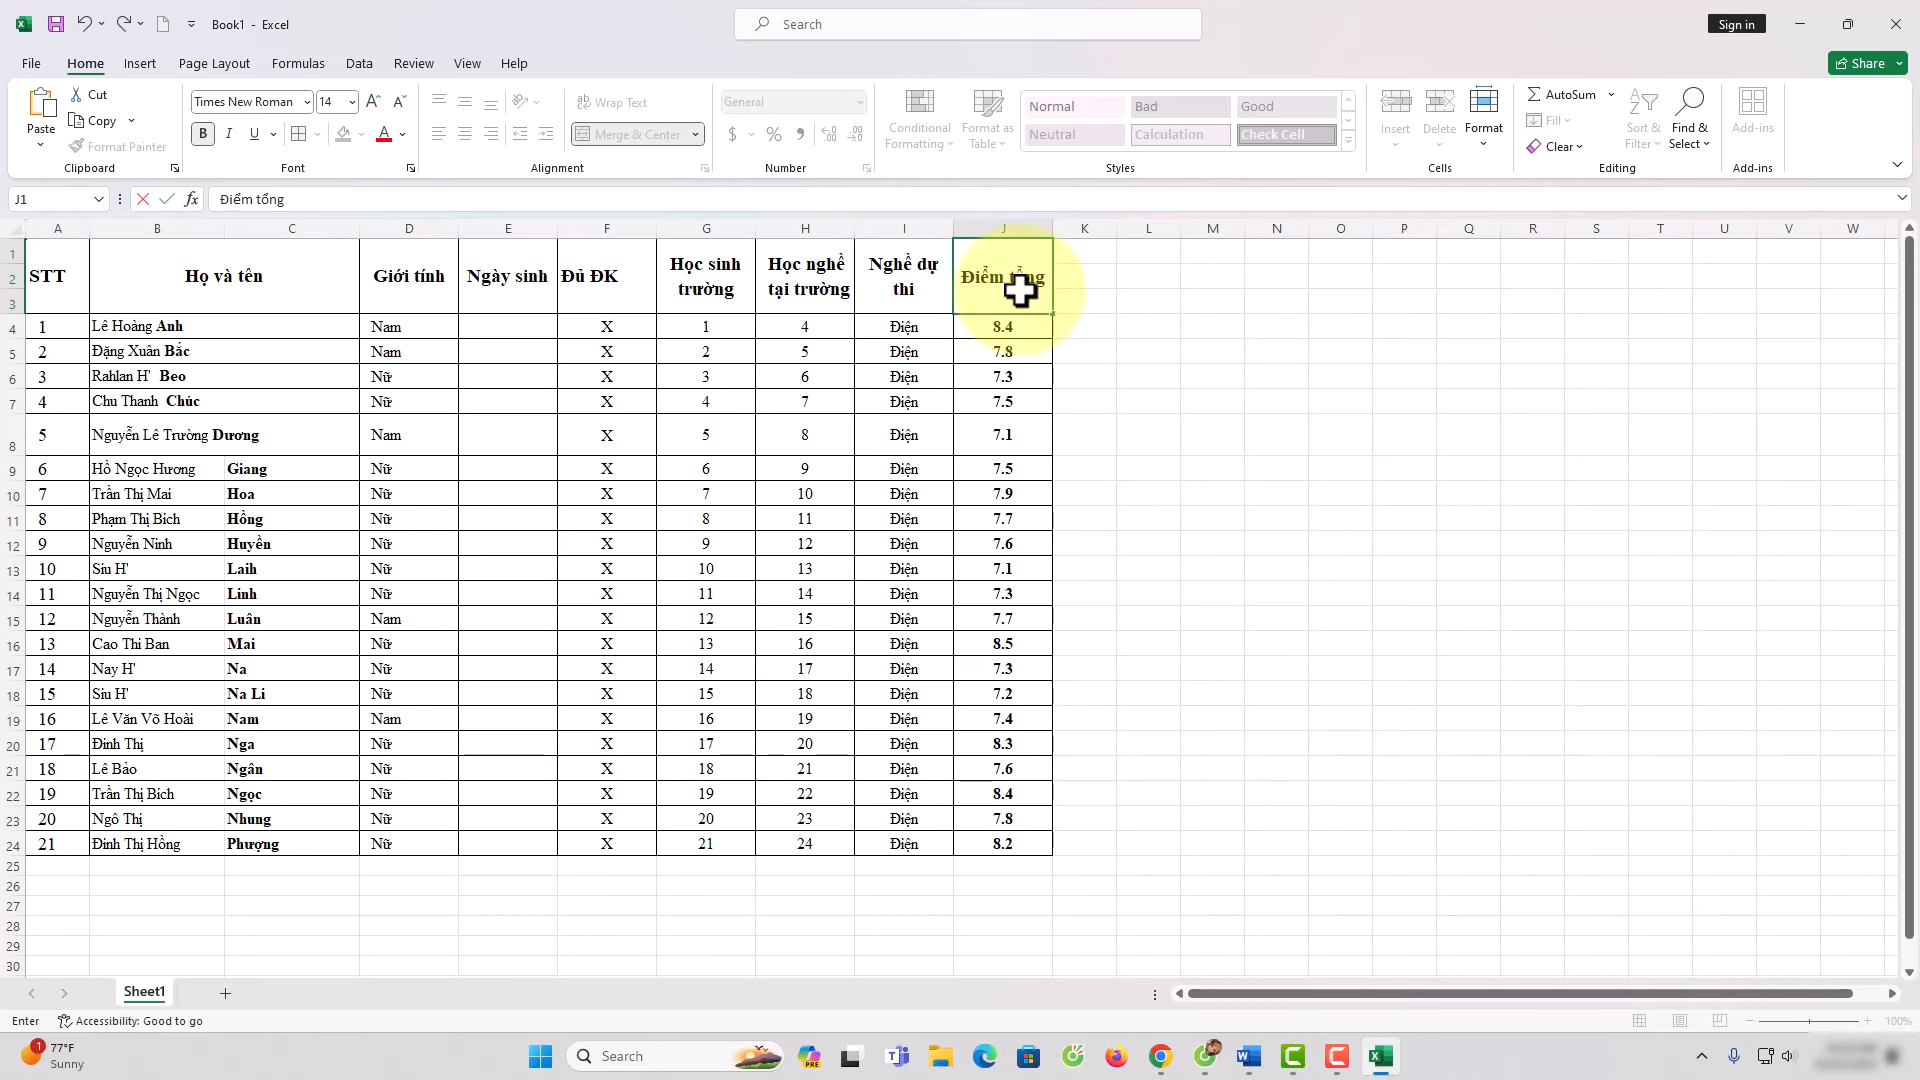 Book1 - Excel
Search
Sign in
File Home Insert Page Layout Formulas Data Review View Help
Share
Paste
Cut
Copy
Format Painter
Clipboard
Times New Roman 14
B I U
Font
Wrap Text
Merge & Center
Alignment
General
$ % ,
Number
Conditional Formatting
Format as Table
Normal Bad Good
Neutral Calculation Check Cell
Styles
Insert Delete Format
Cells
AutoSum
Fill
Clear
Sort & Filter
Find & Select
Editing
Add-ins
Add-ins
J1 fx Điểm tổng
A B C D E F G H I J K L M N O P Q R S T U V W
STT Họ và tên Giới tính Ngày sinh Đủ ĐK Học sinh trường Học nghề tại trường Nghề dự thi Điểm tổng
1
2
3
4 1 Lê Hoàng Anh Nam X 1 4 Điện 8.4
5 2 Đặng Xuân Bắc Nam X 2 5 Điện 7.8
6 3 Rahlan H' Beo Nữ X 3 6 Điện 7.3
7 4 Chu Thanh Chúc Nữ X 4 7 Điện 7.5
8 5 Nguyễn Lê Trường Dương Nam X 5 8 Điện 7.1
9 6 Hồ Ngọc Hương Giang Nữ X 6 9 Điện 7.5
10 7 Trần Thị Mai Hoa Nữ X 7 10 Điện 7.9
11 8 Phạm Thị Bích Hồng Nữ X 8 11 Điện 7.7
12 9 Nguyễn Ninh Huyền Nữ X 9 12 Điện 7.6
13 10 Siu H' Laih Nữ X 10 13 Điện 7.1
14 11 Nguyễn Thị Ngọc Linh Nữ X 11 14 Điện 7.3
15 12 Nguyễn Thành Luân Nam X 12 15 Điện 7.7
16 13 Cao Thi Ban Mai Nữ X 13 16 Điện 8.5
17 14 Nay H' Na Nữ X 14 17 Điện 7.3
18 15 Siu H' Na Li Nữ X 15 18 Điện 7.2
19 16 Lê Văn Võ Hoài Nam Nam X 16 19 Điện 7.4
20 17 Đinh Thị Nga Nữ X 17 20 Điện 8.3
21 18 Lê Bảo Ngân Nữ X 18 21 Điện 7.6
22 19 Trần Thị Bích Ngọc Nữ X 19 22 Điện 8.4
23 20 Ngô Thị Nhung Nữ X 20 23 Điện 7.8
24 21 Đinh Thị Hồng Phượng Nữ X 21 24 Điện 8.2
25
26
27
28
29
30
Sheet1
Enter Accessibility: Good to go 100%
1 77°F
Sunny
Search
PRE